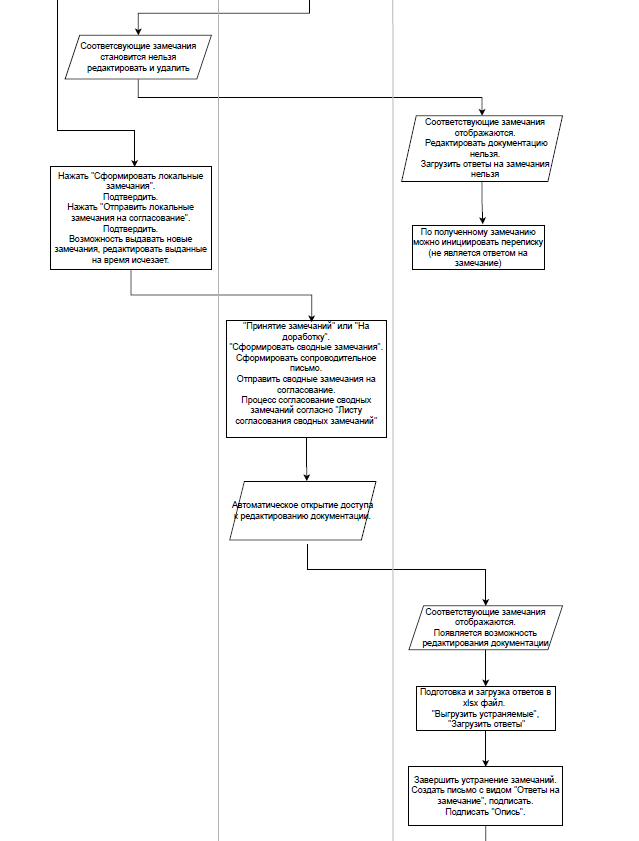 Соответсвующие замечания
становится нельзя
редактировать и удалить
Соответствующие замечания
отображаются.
Редактировать документацию
нельзя.
Загрузить ответы на замечания
нельзя
Нажать "Сформировать локальные
замечания".
Подтвердить.
Нажать "Отправить локальные
замечания на согласование".
Подтвердить.
Возможность выдавать новые
замечания, редактировать выданные
на время исчезает.
По полученному замечанию
можно инициировать переписку
(не является ответом на
замечание)
"Принятие замечаний" или "На
доработку".
"Сформировать сводные замечания".
Сформировать сопроводительное
письмо.
Отправить сводные замечания на
согласование.
Процесс согласование сводных
замечаний согласно "Листу
согласования сводных замечаний"
Автоматическое открытие доступа
к редактированию документации.
Соответствующие замечания
отображаются.
Появляется возможность
редактирования документации
Подготовка и загрузка ответов в
xlsx файл.
"Выгрузить устраняемые",
"Загрузить ответы"
Завершить устранение замечаний.
Создать письмо с видом "Ответы на
замечание", подписать.
Подписать "Опись".